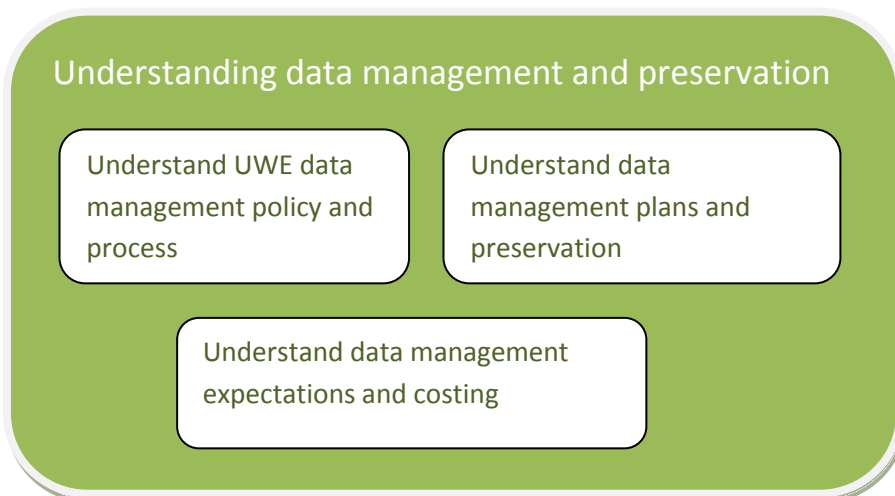 Understanding data management and preservation
Understand UWE data
management policy and
process
Understand data
management plans and
preservation
Understand data management
expectations and costing